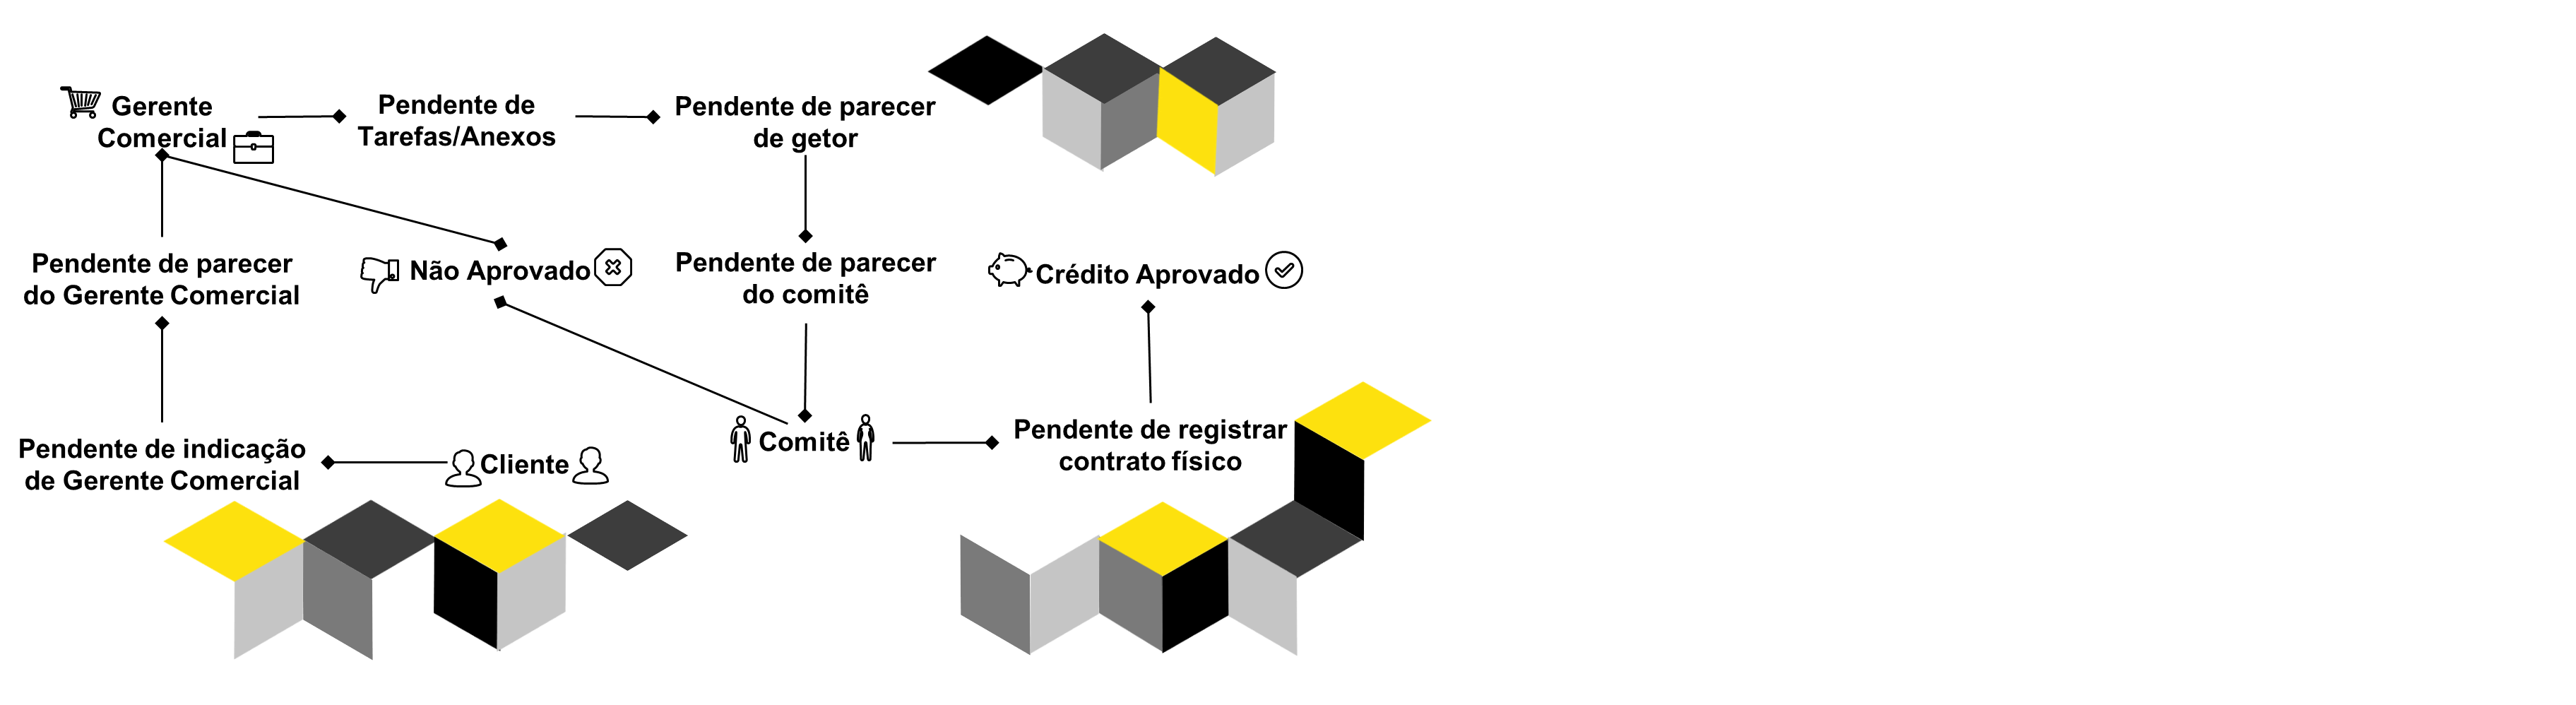 Gerente
Comercial
Pendente de
Tarefas/Anexos
Pendente de parecer
de getor
Pendente de parecer
do Gerente Comercial
Não Aprovado
Pendente de parecer
do comitê
Crédito Aprovado
Pendente de indicação
de Gerente Comercial
Cliente
Comitê
Pendente de registrar
contrato físico